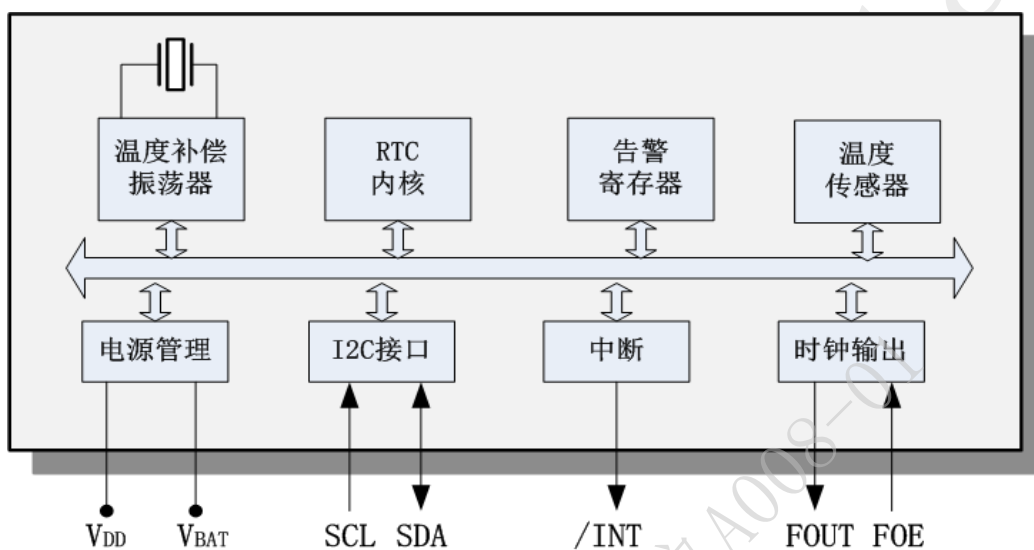 温度补偿
振荡器
RTC
内核
告警
寄存器
温度
传感器
电源管理
I2C接口
中断
时钟输出
VDD
VBAT
SCL
SDA
/INT
FOUT
FOE
A008-01